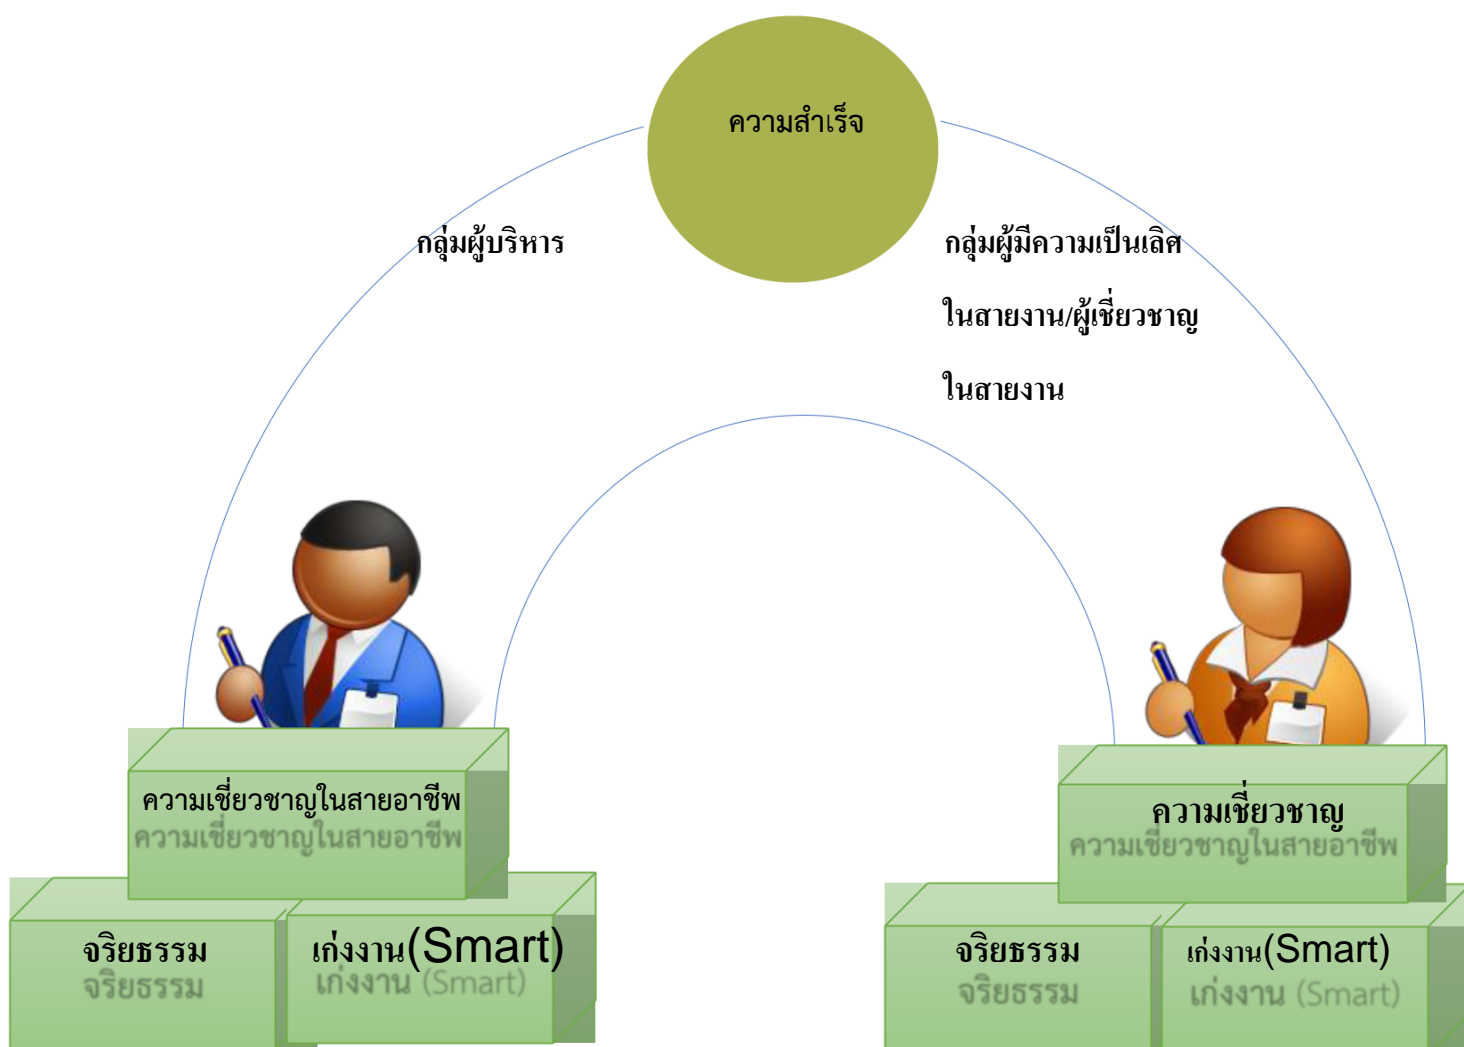 ความสำเร็จ
กลุ่มผู้บริหาร
กลุ่มผู้มีความเป็นเลิศ
ในสายงาน/ผู้เชี่ยวชาญ
ในสายงาน
ความเชี่ยวชาญในสายอาชีพ
ความเชี่ยวชาญในสายอาชีพ
จริยธรรม
จริยธรรม
เก่งงาน(Smart)
เก่งงาน (Smart)
ความเชี่ยวชาญ
ความเชี่ยวชาญในสายอาชีพ
จริยธรรม
จริยธรรม
เก่งงาน(Smart)
เก่งงาน (Smart)